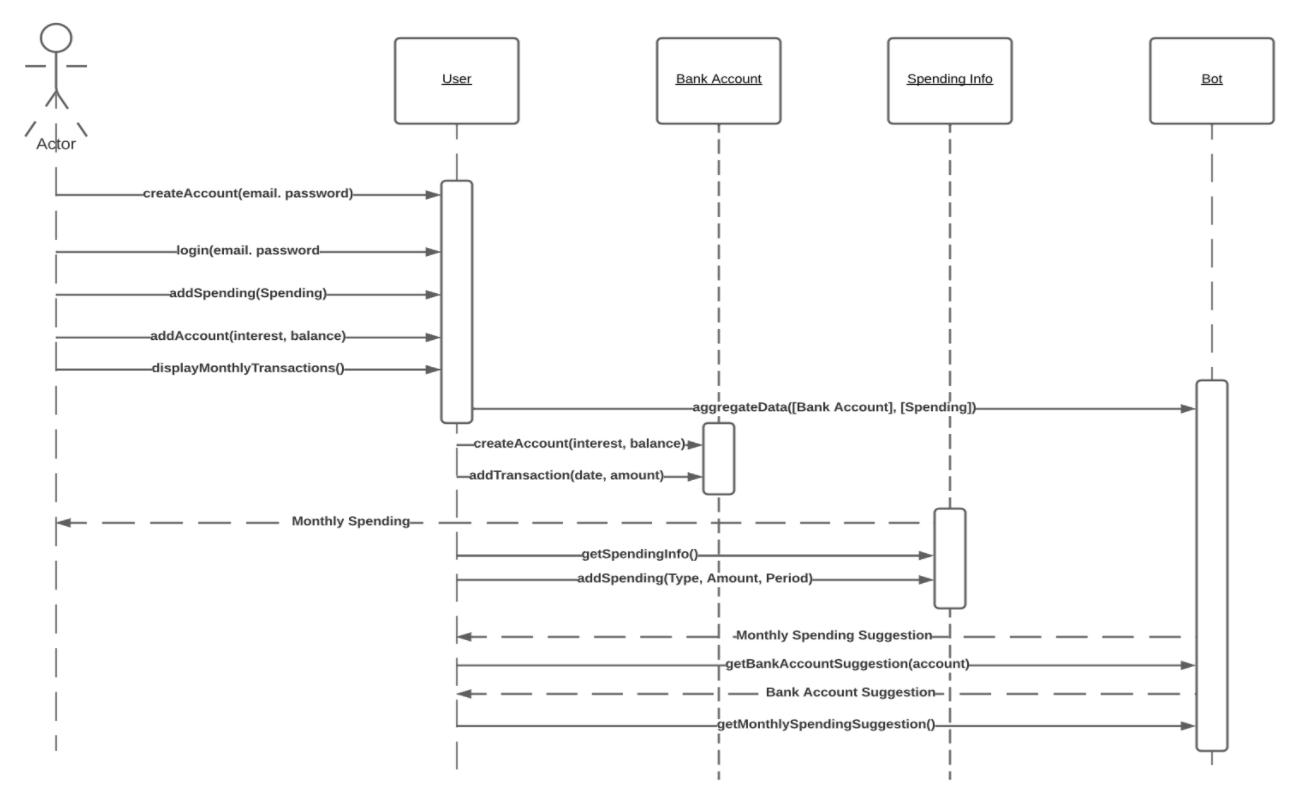 User
Bank Account
Spending Info
Bot
Actor
createAccount(email. password)
login(email. password
addSpending(Spending)
addAccount(interest, balance)
displayMonthlyTransactions()
aggregateData([Bank Account], [Spending])
createAccount(interest, balance)
addTransaction(date, amount)
Monthly Spending
getSpendingInfo()
addSpending(Type, Amount, Period)
Monthly Spending Suggestion
getBankAccountSuggestion(account)
Bank Account Suggestion
getMonthlySpendingSuggestion()